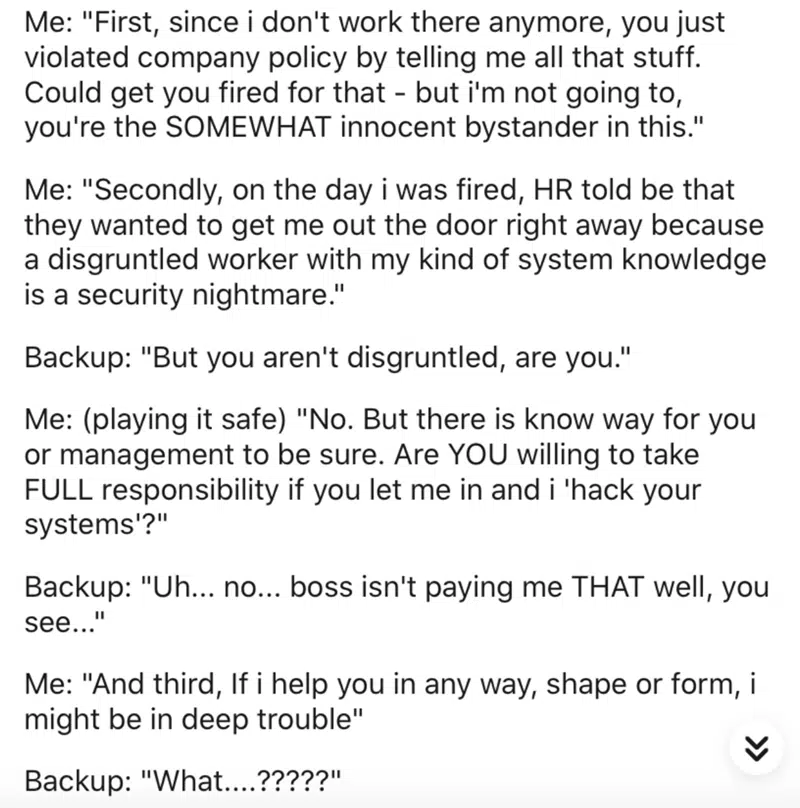 Me: "First, since i don't work there anymore, you just
violated company policy by telling me all that stuff.
Could get you fired for that - but i'm not going to,
you're the SOMEWHAT innocent bystander in this."
Me: "Secondly, on the day i was fired, HR told be that
they wanted to get me out the door right away because
a disgruntled worker with my kind of system knowledge
is a security nightmare."
Backup: "But you aren't disgruntled, are you."
Me: (playing it safe) "No. But there is know way for you
or management to be sure. Are YOU willing to take
FULL responsibility if you let me in and i 'hack your
systems'?"
Backup: "Uh... no... boss isn't paying me THAT well, you
see..."
Me: "And third, If i help you in any way, shape or form, i
might be in deep trouble"
Backup: "What....?????"